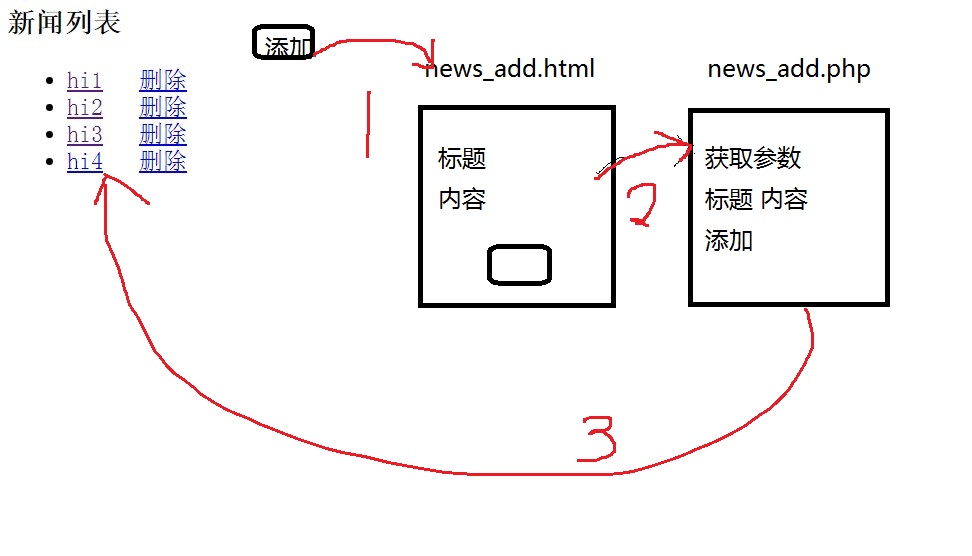 新闻列表
添加
hi1 删除
hi2 删除
hi3 删除
hi4 删除
1
news_add.html
标题
内容
2
news_add.php
获取参数
标题 内容
添加
3